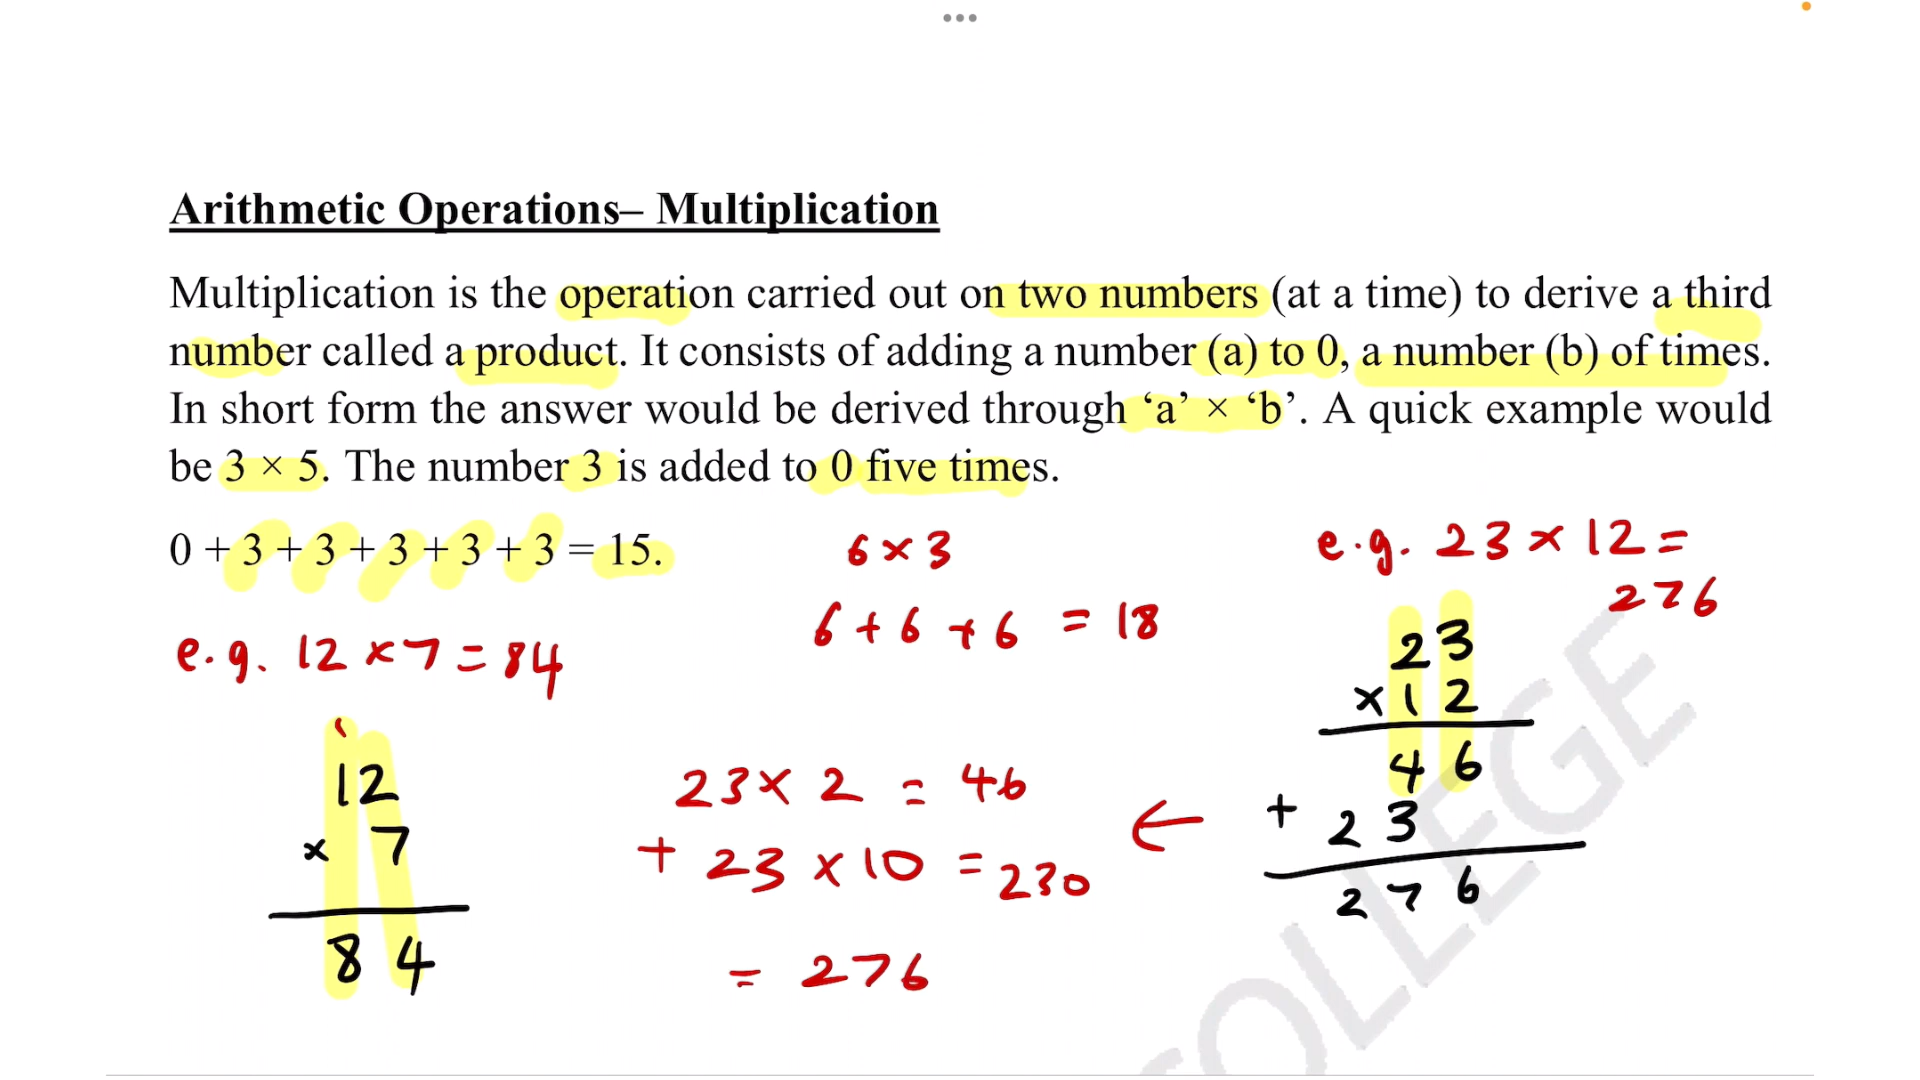 Arithmetic Operations– Multiplication
Multiplication is the operation carried out on two numbers (at a time) to derive a third
number called a product. It consists of adding a number (a) to 0, a number (b) of times.
In short form the answer would be derived through ‘a’ × ‘b’. A quick example would
be 3 × 5. The number 3 is added to 0 five times.
0 + 3 + 3 + 3 + 3 + 3 = 15.
6 × 3
6 + 6 + 6 = 18
e.g. 12 × 7 = 84
1
12
× 7
84
23 × 2 = 46
+ 23 × 10 = 230
= 276
←
e.g. 23 × 12 =
276
23
× 12
46
+ 23
276
OLLEGE